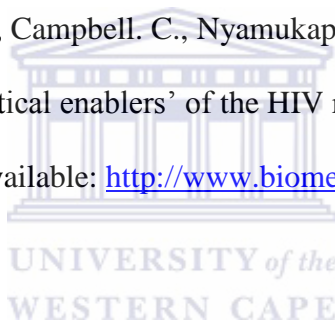 , Campbell. C., Nyamukap
tical enablers' of the HIV
vailable: http://www.biome
UNIVERSITY of the
WESTERN CAPE